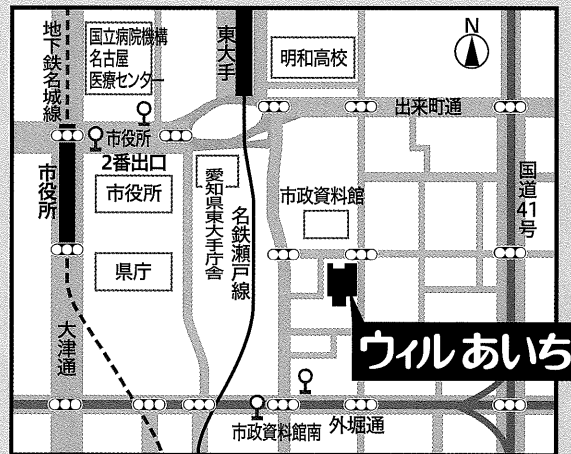 地下鉄名城線
国立病院機構
名古屋
医療センター
東大手
明和高校
N
出来町通
市役所
2番出口
市役所
市役所
愛知県東大手庁舎
名鉄瀬戸線
市政資料館
国道41号
県庁
大津通
ウィルあいち
市政資料館南
外堀通